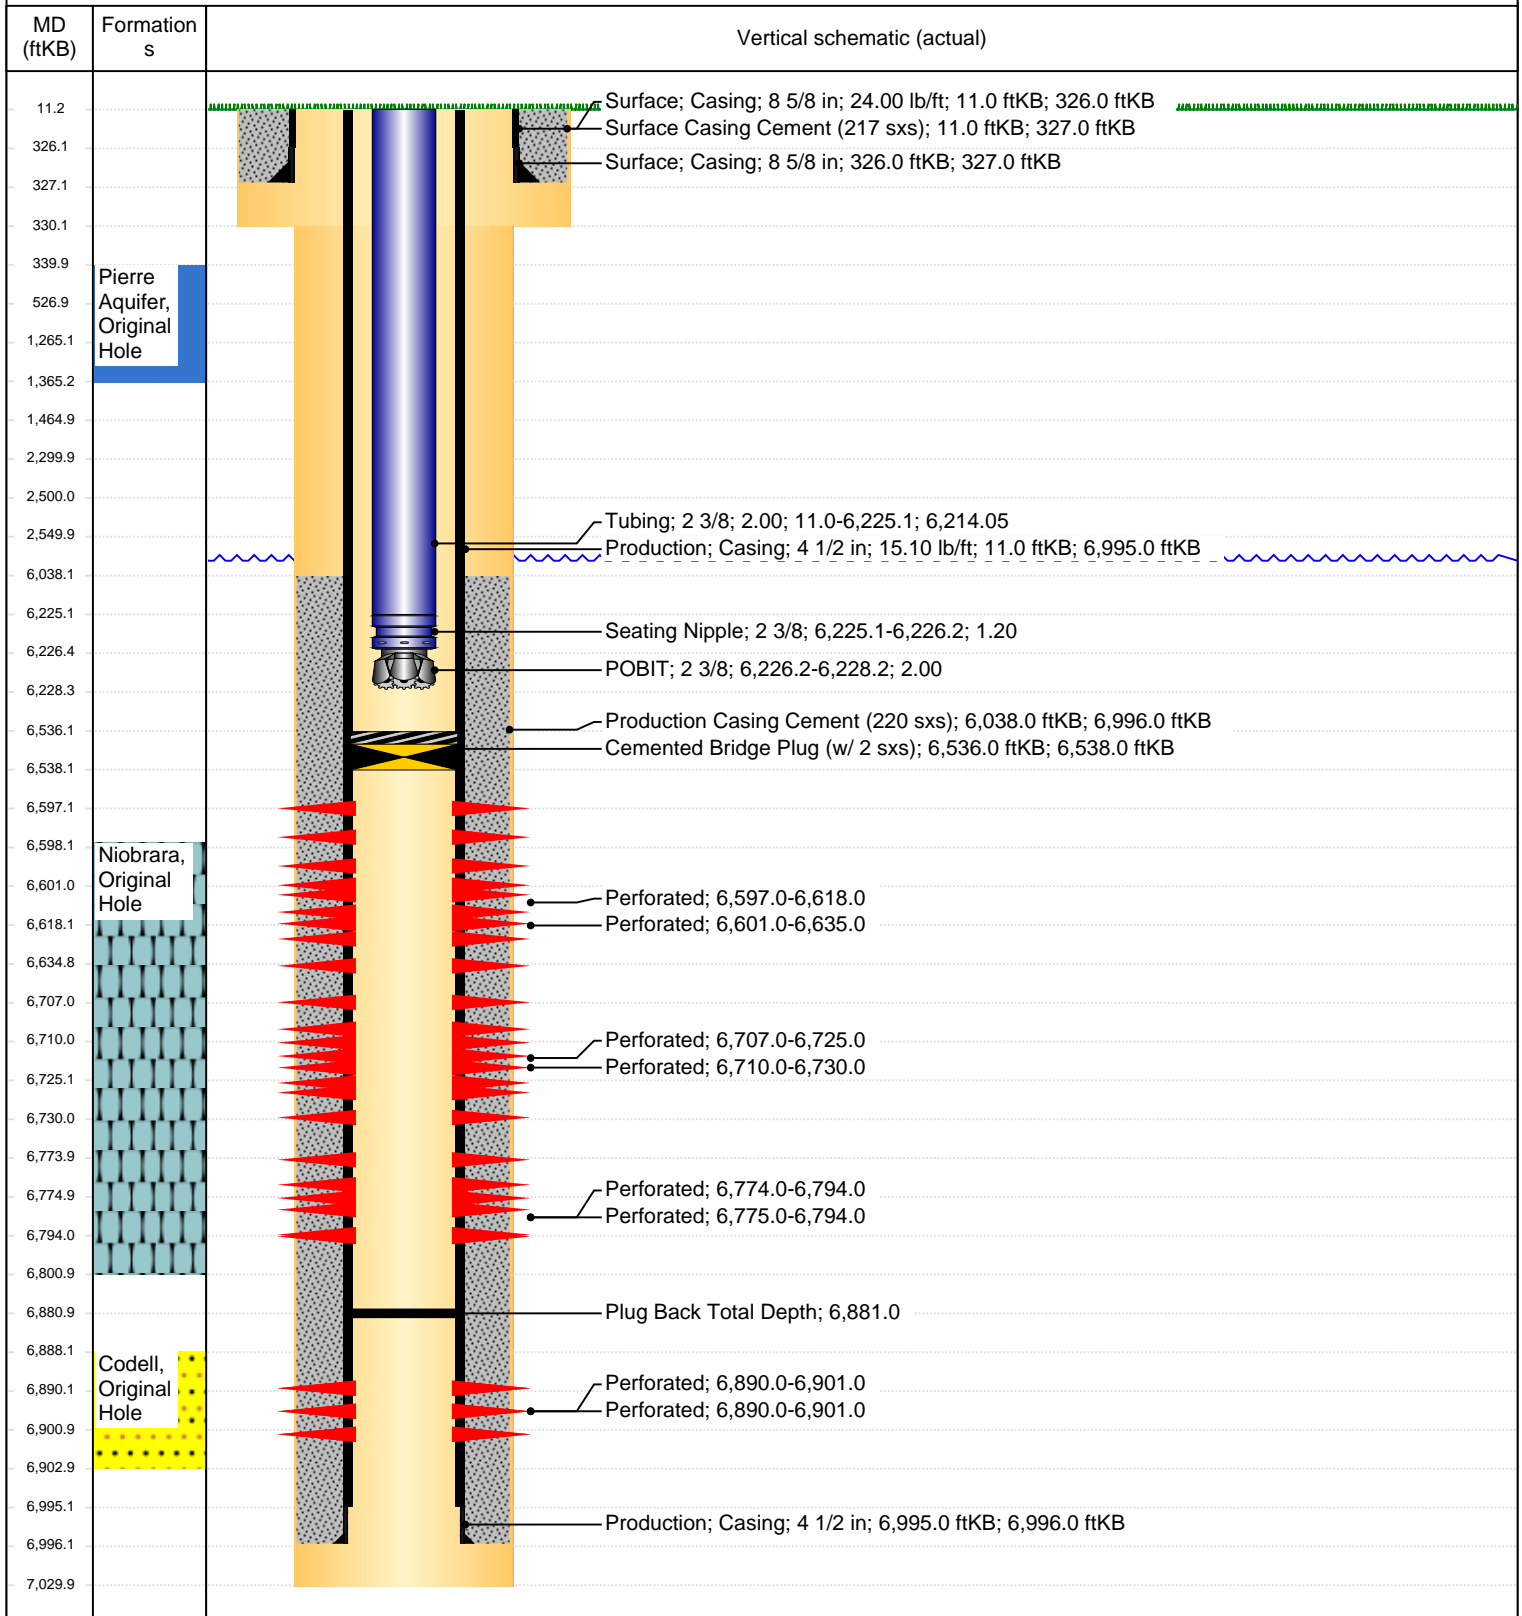 MD
(ftKB)
Formation
s
Vertical schematic (actual)
11.2
326.1
327.1
330.1
339.9
526.9
1,265.1
1,365.2
1,464.9
2,299.9
2,500.0
2,549.9
6,038.1
6,225.1
6,226.4
6,228.3
6,536.1
6,538.1
6,597.1
6,598.1
6,601.0
6,618.1
6,634.8
6,707.0
6,710.0
6,725.1
6,730.0
6,773.9
6,774.9
6,794.0
6,800.9
6,880.9
6,888.1
6,890.1
6,900.9
6,902.9
6,995.1
6,996.1
7,029.9
Pierre
Aquifer,
Original
Hole
Niobrara,
Original
Hole
Codell,
Original
Hole
Surface; Casing; 8 5/8 in; 24.00 lb/ft; 11.0 ftKB; 326.0 ftKB
Surface Casing Cement (217 sxs); 11.0 ftKB; 327.0 ftKB
Surface; Casing; 8 5/8 in; 326.0 ftKB; 327.0 ftKB
Tubing; 2 3/8; 2.00; 11.0-6,225.1; 6,214.05
Production; Casing; 4 1/2 in; 15.10 lb/ft; 11.0 ftKB; 6,995.0 ftKB
Seating Nipple; 2 3/8; 6,225.1-6,226.2; 1.20
POBIT; 2 3/8; 6,226.2-6,228.2; 2.00
Production Casing Cement (220 sxs); 6,038.0 ftKB; 6,996.0 ftKB
Cemented Bridge Plug (w/ 2 sxs); 6,536.0 ftKB; 6,538.0 ftKB
Perforated; 6,597.0-6,618.0
Perforated; 6,601.0-6,635.0
Perforated; 6,707.0-6,725.0
Perforated; 6,710.0-6,730.0
Perforated; 6,774.0-6,794.0
Perforated; 6,775.0-6,794.0
Plug Back Total Depth; 6,881.0
Perforated; 6,890.0-6,901.0
Perforated; 6,890.0-6,901.0
Production; Casing; 4 1/2 in; 6,995.0 ftKB; 6,996.0 ftKB